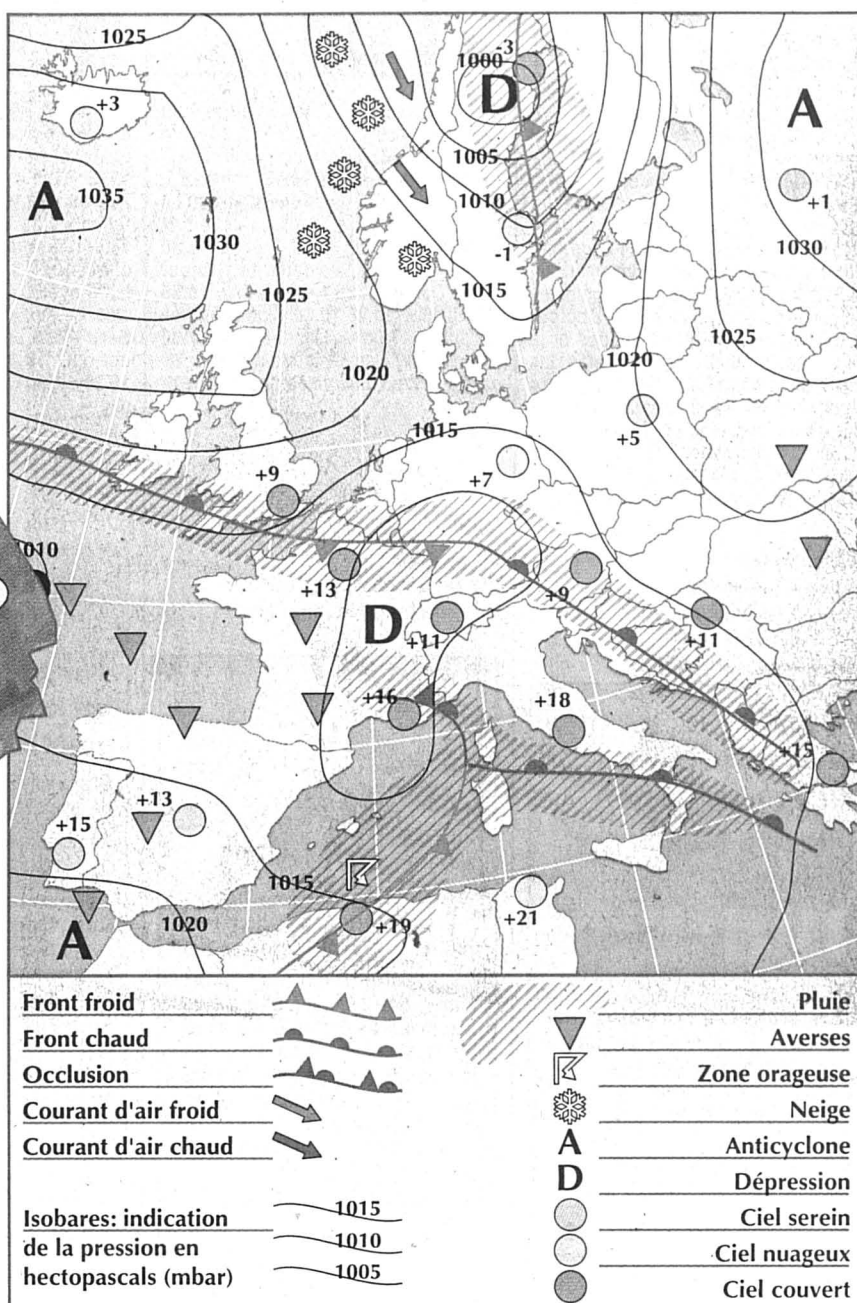 1025
-3
1000
D
+3
A
1005
1035
A
1010
+1
1030
-1
1030
1025
1015
1025
1020
1020
1015
+5
+9
+7
1010
+13
+9
D
+11
+11
+16
+18
+15
+13
+15
1015
1020
+19
+21
A
Front froid
Front chaud
Occlusion
Courant d'air froid
Courant d'air chaud
Isobares: indication
de la pression en
hectopascals (mbar)
1015
1010
1005
Pluie
Averses
Zone orageuse
Neige
A Anticyclone
D Dépression
Ciel serein
Ciel nuageux
Ciel couvert